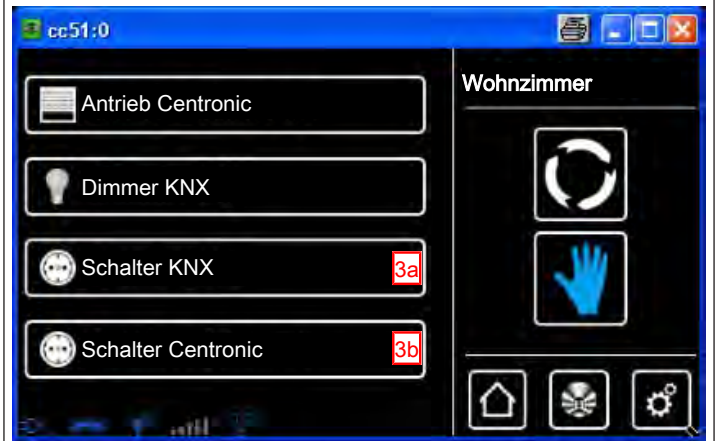 cc51:0
Wohnzimmer
Antrieb Centronic
Dimmer KNX
Schalter KNX 3a
Schalter Centronic 3b